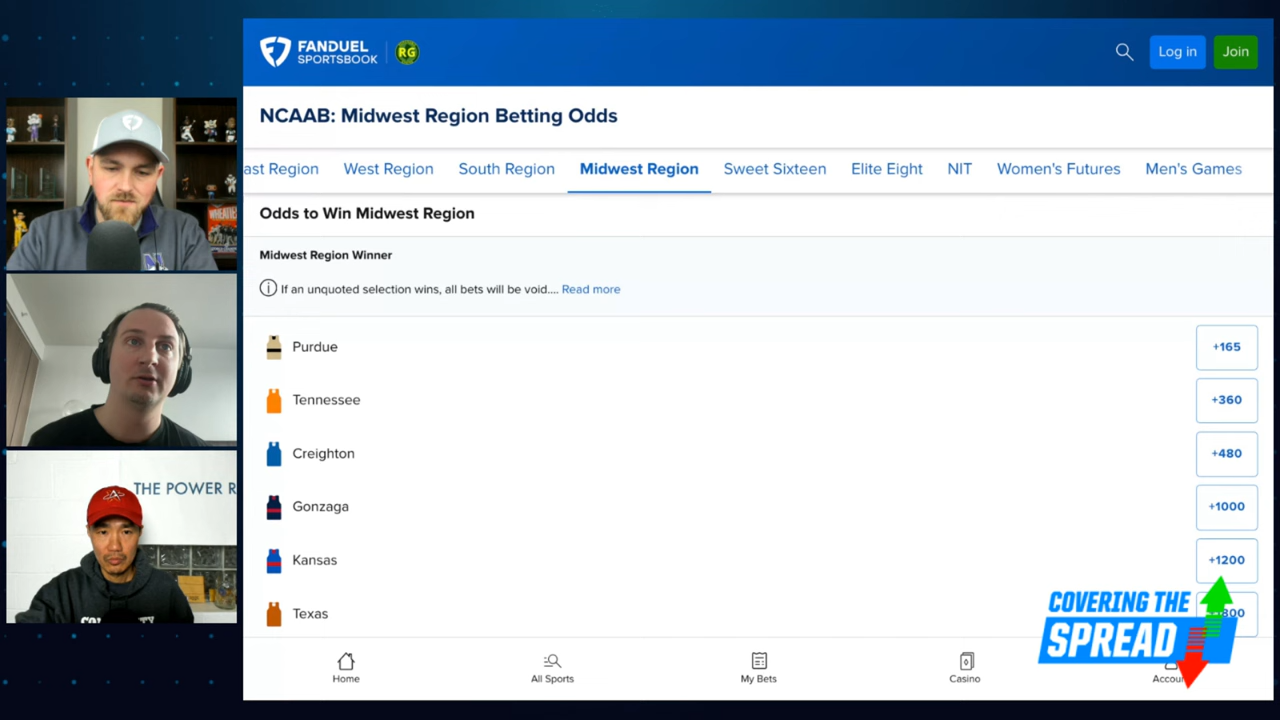 FANDUEL
SPORTSBOOK
RG
Log in
Join
NCAAB: Midwest Region Betting Odds
ast Region
West Region
South Region
Midwest Region
Sweet Sixteen
Elite Eight
NIT
Women's Futures
Men's Games
Odds to Win Midwest Region
Midwest Region Winner
If an unquoted selection wins, all bets will be void.... Read more
Purdue
+165
Tennessee
+360
Creighton
+480
Gonzaga
+1000
Kansas
+1200
Texas
Home
All Sports
My Bets
Casino
Accou
COVERING THE
SPREAD
WHEATIES
THE POWER R